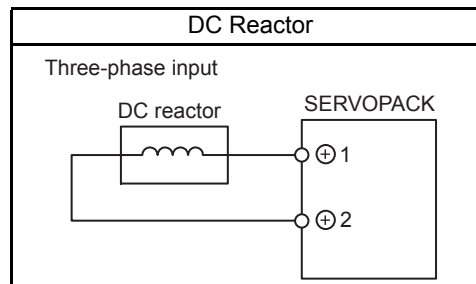 DC Reactor
Three-phase input
DC reactor
SERVOPACK
⊕ 1
⊕ 2